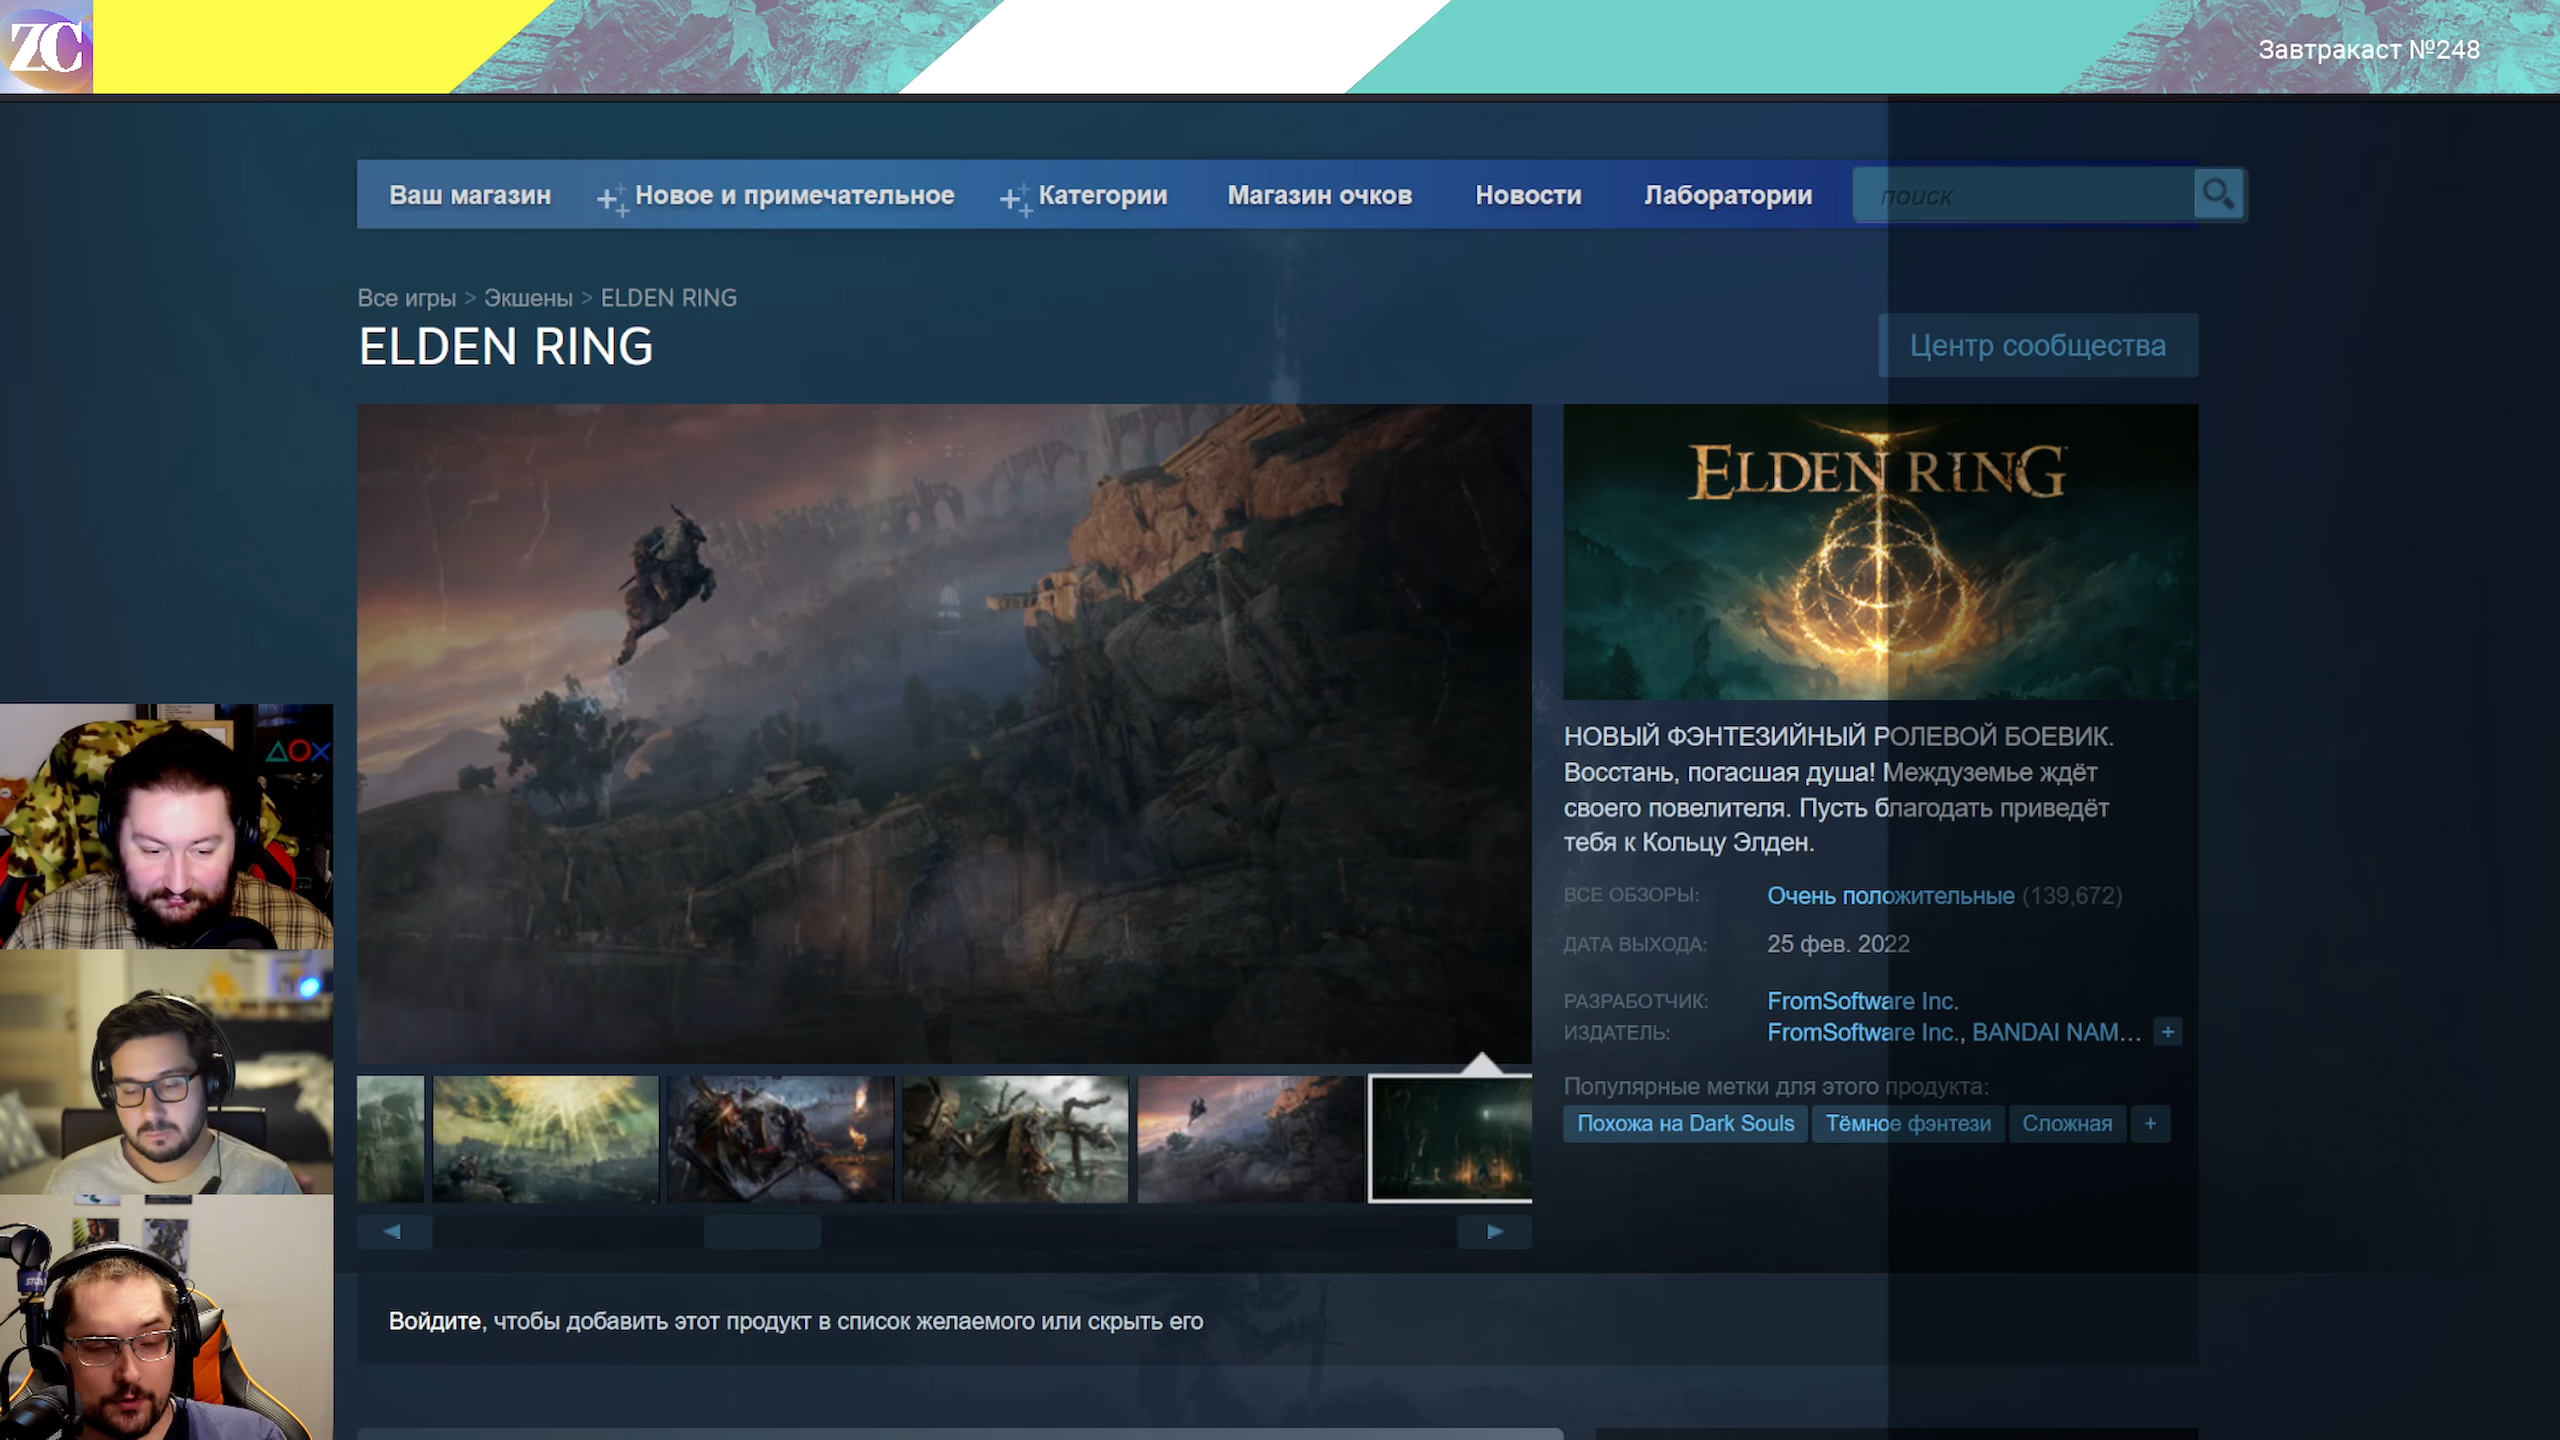 ZC
Завтракаст №248
Ваш магазин
Новое и примечательное
Категории
Магазин очков
Новости
Лаборатории
поиск
Все игры > Экшены > ELDEN RING
ELDEN RING
Центр сообщества
ELDEN RING
НОВЫЙ ФЭНТЕЗИЙНЫЙ РОЛЕВОЙ БОЕВИК.
Восстань, погасшая душа! Междуземье ждёт
своего повелителя. Пусть благодать приведёт
тебя к Кольцу Элден.
ВСЕ ОБЗОРЫ: Очень положительные (139,672)
ДАТА ВЫХОДА: 25 фев. 2022
РАЗРАБОТЧИК: FromSoftware Inc.
ИЗДАТЕЛЬ: FromSoftware Inc., BANDAI NAM... +
Популярные метки для этого продукта:
Похожа на Dark Souls Тёмное фэнтези Сложная +
Войдите, чтобы добавить этот продукт в список желаемого или скрыть его